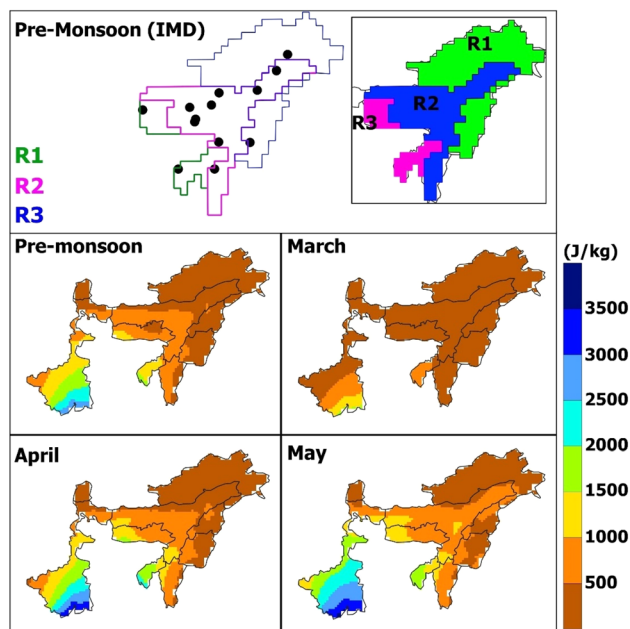 Pre-Monsoon (IMD)
R1
R2
R3
R1
R2
R3
Pre-monsoon
March
(J/kg)
3500
3000
2500
2000
1500
1000
500
April
May